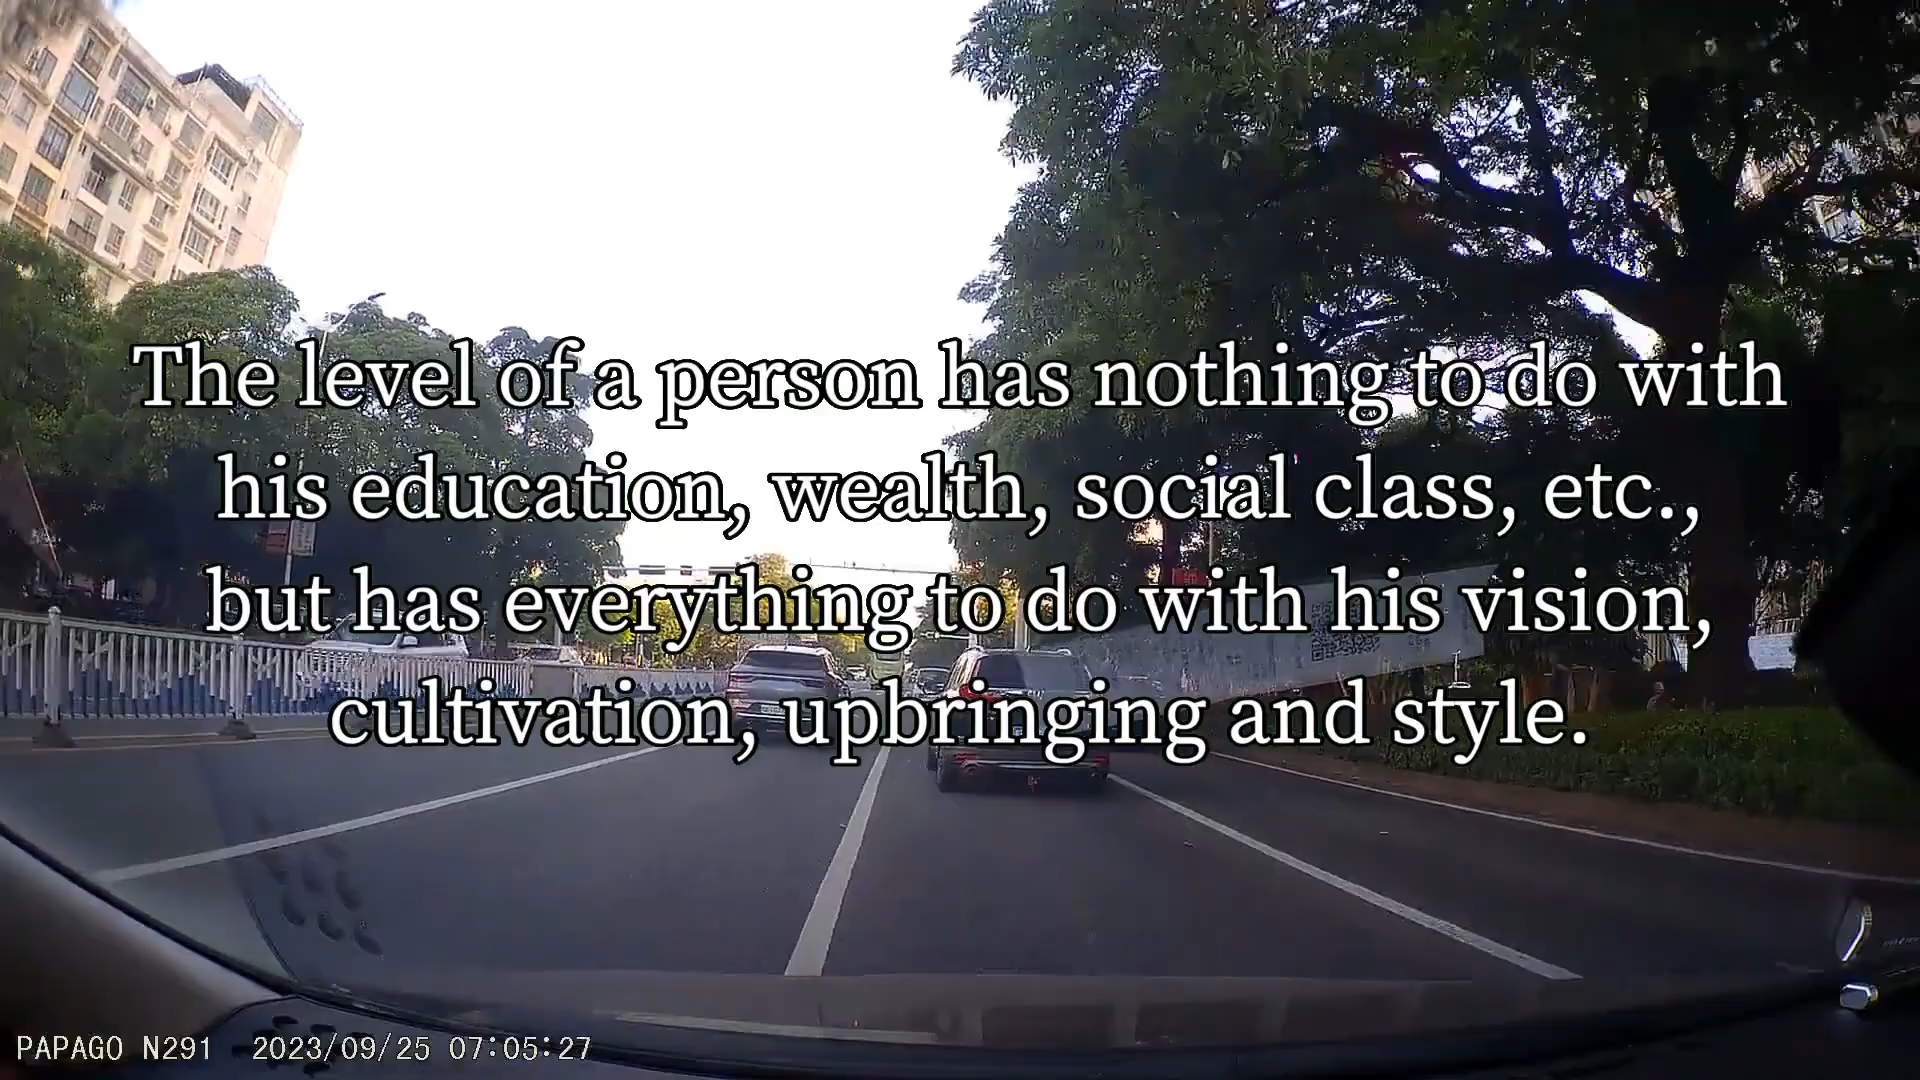 The level of a person has nothing to do with
his education, wealth, social class, etc.,
but has everything to do with his vision,
cultivation, upbringing and style.
PAPAGO N291 2023/09/25 07:05:27